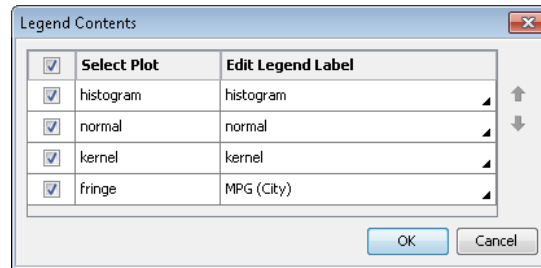 Legend Contents
Select Plot Edit Legend Label
histogram histogram
normal normal
kernel kernel
fringe MPG (City)
OK Cancel